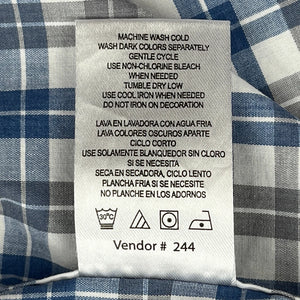 MACHINE WASH COLD
WASH DARK COLORS SEPARATELY
GENTLE CYCLE
USE NON-CHLORINE BLEACH
WHEN NEEDED
TUMBLE DRY LOW
USE COOL IRON WHEN NEEDED
DO NOT IRON ON DECORATION
LAVA EN LAVADORA CON AGUA FRIA
LAVA COLORES OSCUROS APARTE
CICLO CORTO
USE SOLAMENTE BLANQUEDOR SIN CLORO
SI SE NECESITA
SECA EN SECADORA, CICLO LENTO
PLANCHA FRIA SI SE NECESITA
NO PLANCHE EN LOS ADORNOS
30°C
Vendor # 244